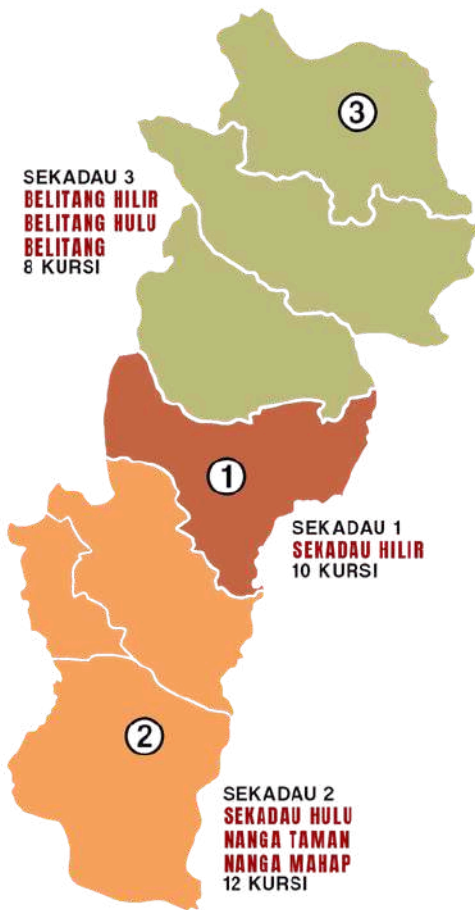 3
SEKADAU 3
BELITANG HILIR
BELITANG HULU
BELITANG
8 KURSI
1
SEKADAU 1
SEKADAU HILIR
10 KURSI
2
SEKADAU 2
SEKADAU HULU
NANGA TAMAN
NANGA MAHAP
12 KURSI